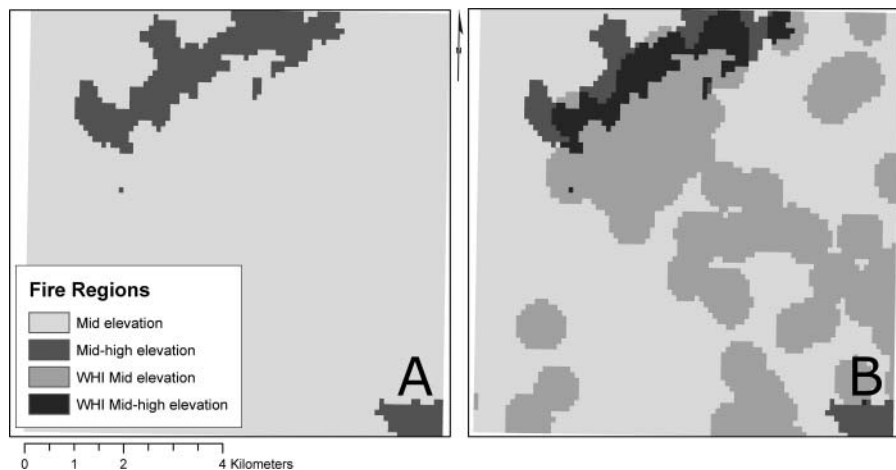 Fire Regions
Mid elevation
Mid-high elevation
WHI Mid elevation
WHI Mid-high elevation
A
B
0 1 2 4 Kilometers